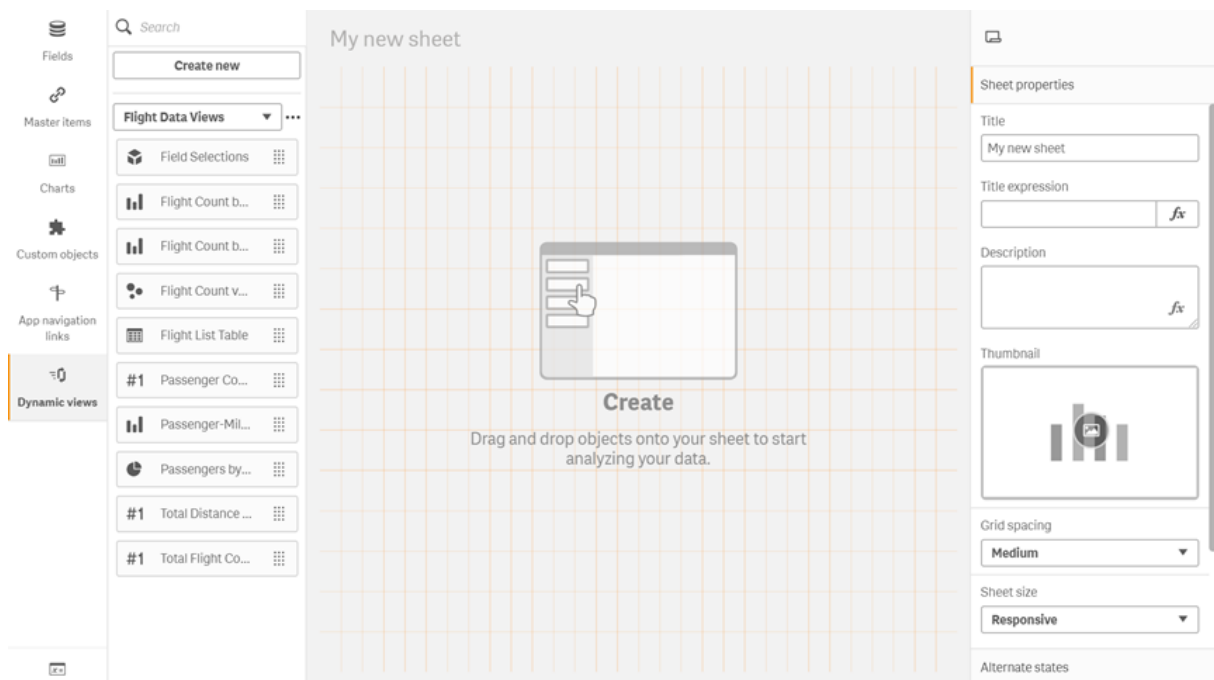 Fields
Master items
Charts
Custom objects
App navigation
links
Dynamic views
Search
Create new
Flight Data Views
Field Selections
Flight Count b...
Flight Count b...
Flight Count v...
Flight List Table
#1 Passenger Co...
Passenger-Mil...
Passengers by...
#1 Total Distance ...
#1 Total Flight Co...
My new sheet
Create
Drag and drop objects onto your sheet to start
analyzing your data.
Sheet properties
Title
My new sheet
Title expression
fx
Description
fx
Thumbnail
Grid spacing
Medium
Sheet size
Responsive
Alternate states